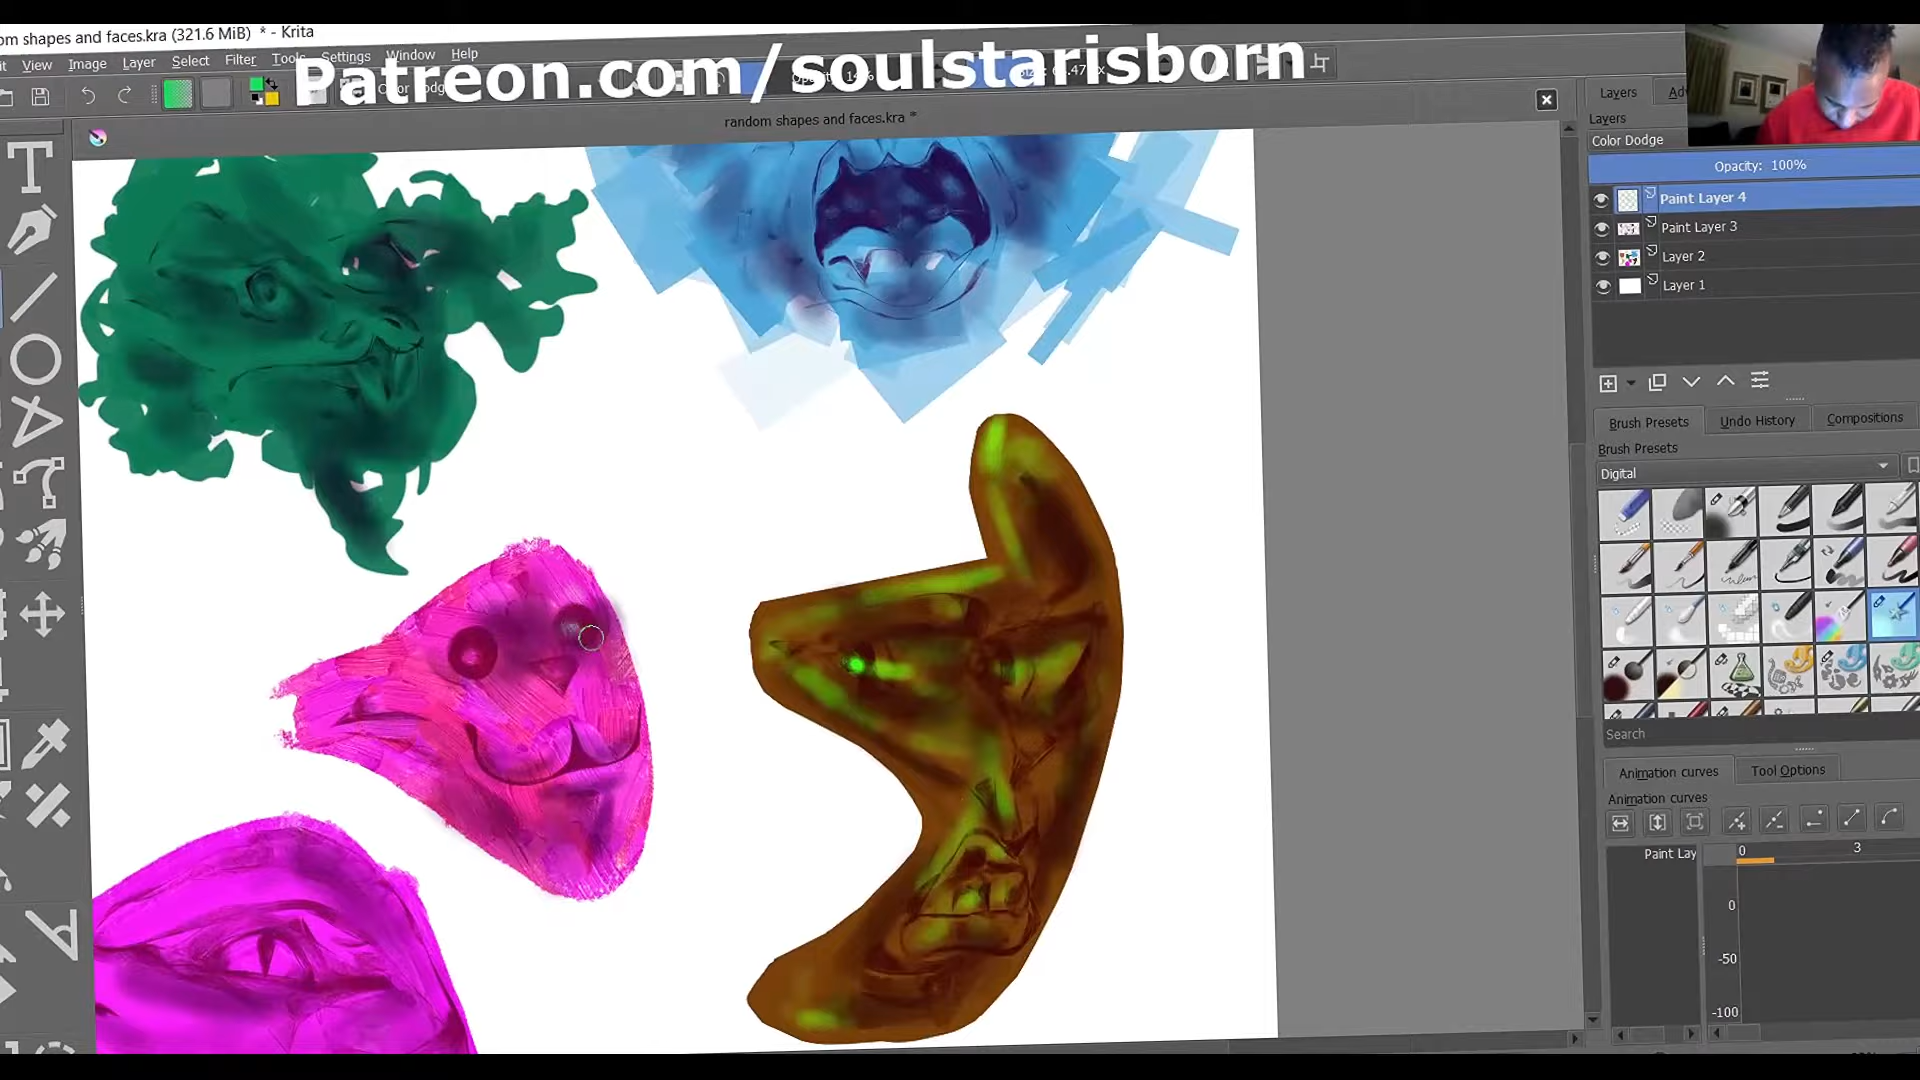 om shapes and faces.kra (321.6 MiB) * - Krita
it View Image Layer Select Filter Tools Settings Window Help
Patreon.com/soulstarisborn
random shapes and faces.kra *
Layers
Layers
Color Dodge
Opacity: 100%
Paint Layer 4
Paint Layer 3
Layer 2
Layer 1
Brush Presets Undo History Compositions
Brush Presets
Digital
Search
Animation curves Tool Options
Animation curves
Paint Lay
0 3
0
-50
-100